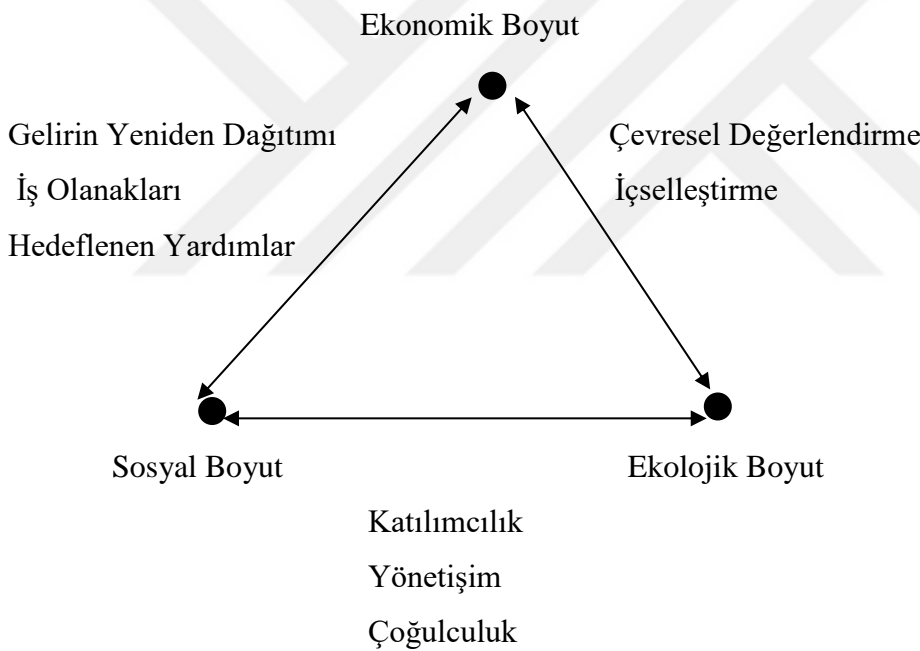 Ekonomik Boyut
Gelirin Yeniden Dağıtımı
İş Olanakları
Hedeflenen Yardımlar
Çevresel Değerlendirme
İçselleştirme
Sosyal Boyut
Ekolojik Boyut
Katılımcılık
Yönetişim
Çoğulculuk